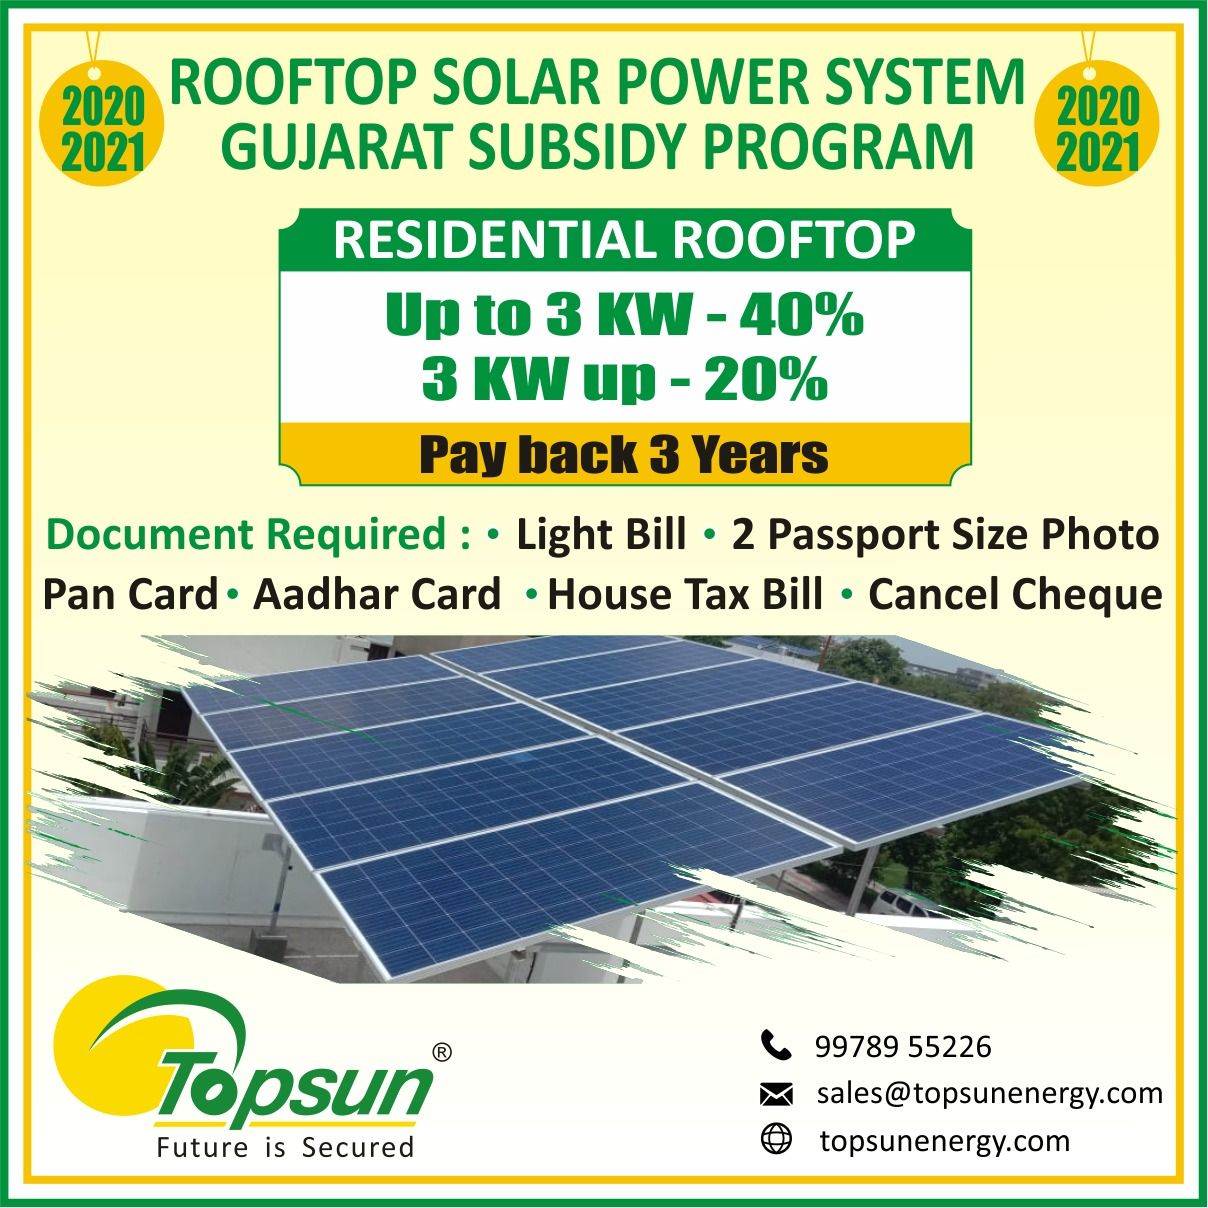 2020
2021
ROOFTOP SOLAR POWER SYSTEM
GUJARAT SUBSIDY PROGRAM
2020
2021
RESIDENTIAL ROOFTOP
Up to 3 KW - 40%
3 KW up - 20%
Pay back 3 Years
Document Required : • Light Bill • 2 Passport Size Photo
Pan Card • Aadhar Card • House Tax Bill • Cancel Cheque
Topsun®
Future is Secured
99789 55226
sales@topsunenergy.com
topsunenergy.com